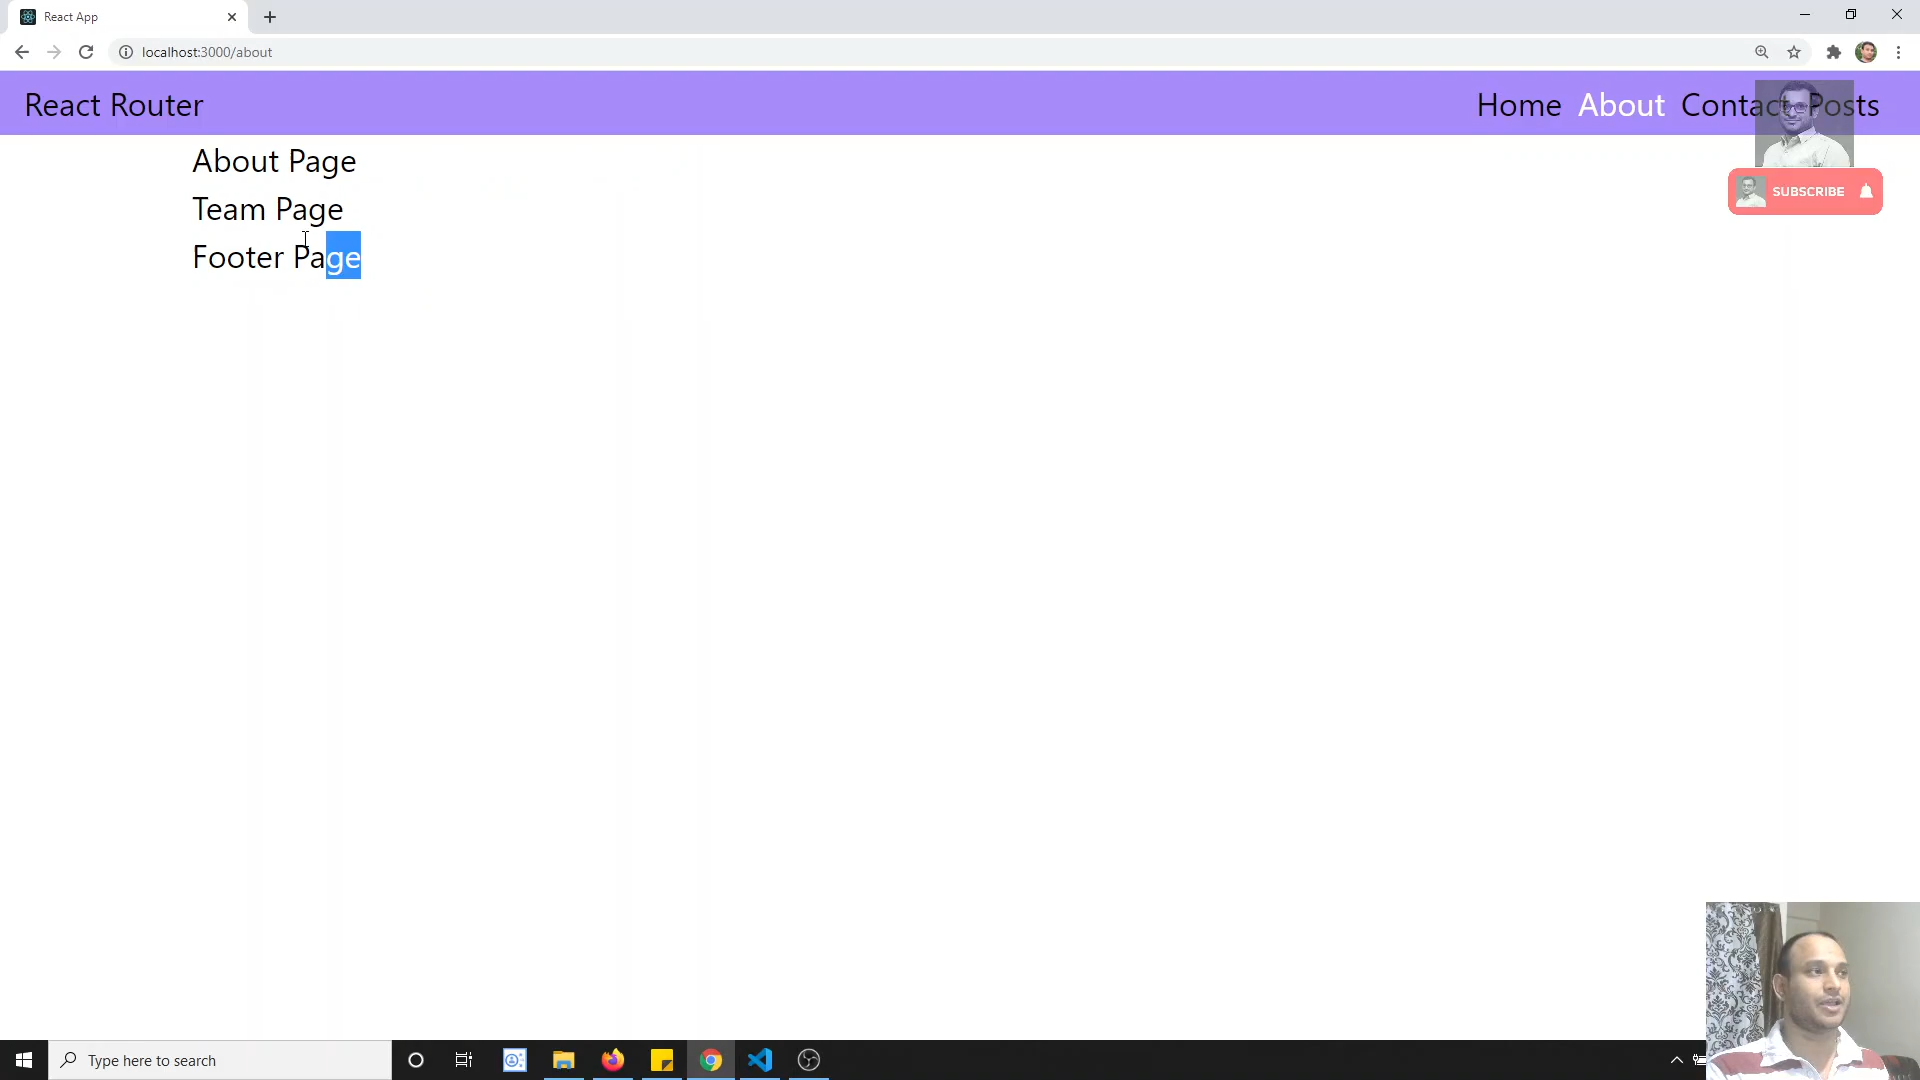 React App
localhost:3000/about
React Router
Home About Contact Posts
About Page
SUBSCRIBE
Team Page
Footer Page
Type here to search